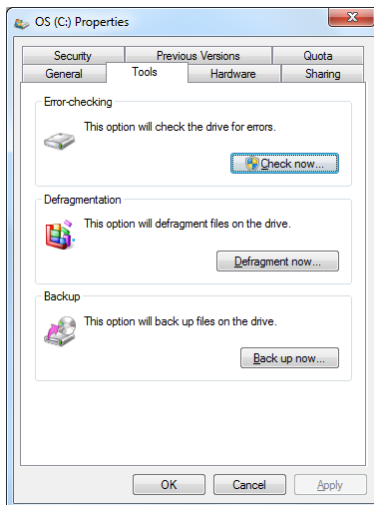 OS (C:) Properties
Security Previous Versions Quota
General Tools Hardware Sharing
Error-checking
This option will check the drive for errors.
Check now...
Defragmentation
This option will defragment files on the drive.
Defragment now...
Backup
This option will back up files on the drive.
Back up now...
OK Cancel Apply